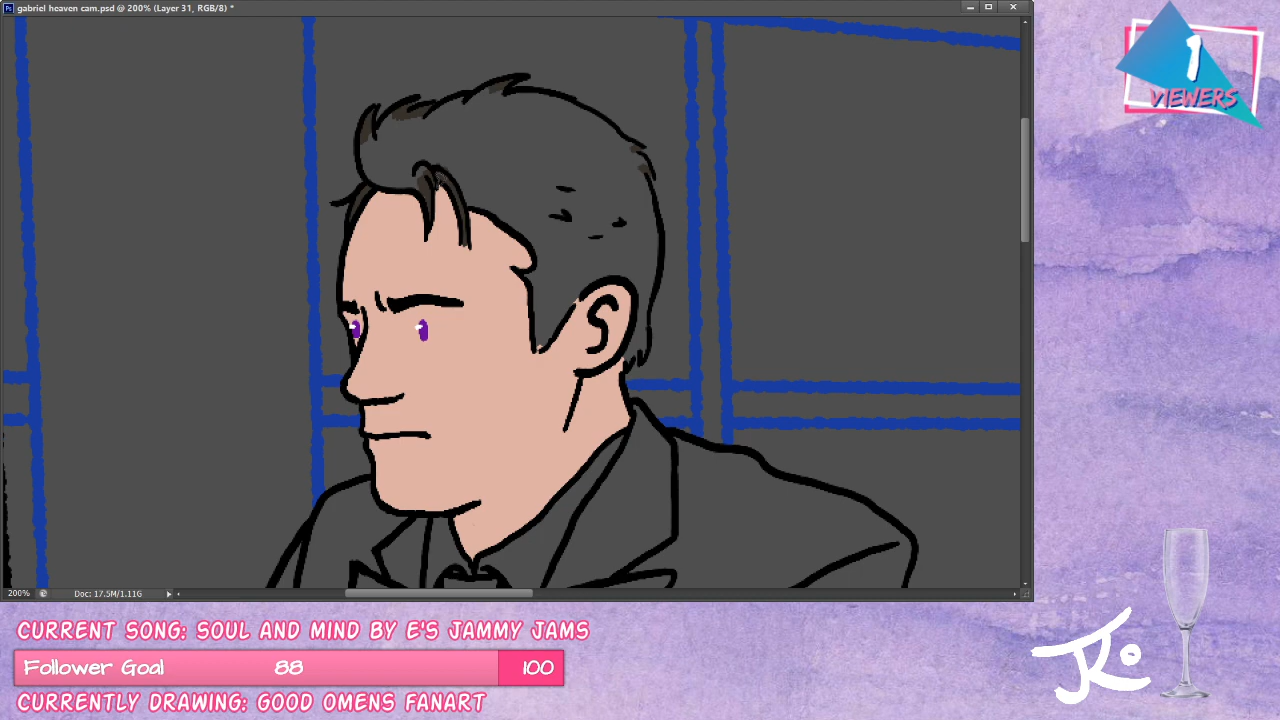 gabriel heaven cam.psd @ 200% (Layer 31, RGB/8) *
1
VIEWERS
200%
Doc: 17.5M/1.11G
CURRENT SONG: SOUL AND MIND BY E'S JAMMY JAMS
Follower Goal 88 100
CURRENTLY DRAWING: GOOD OMENS FANART